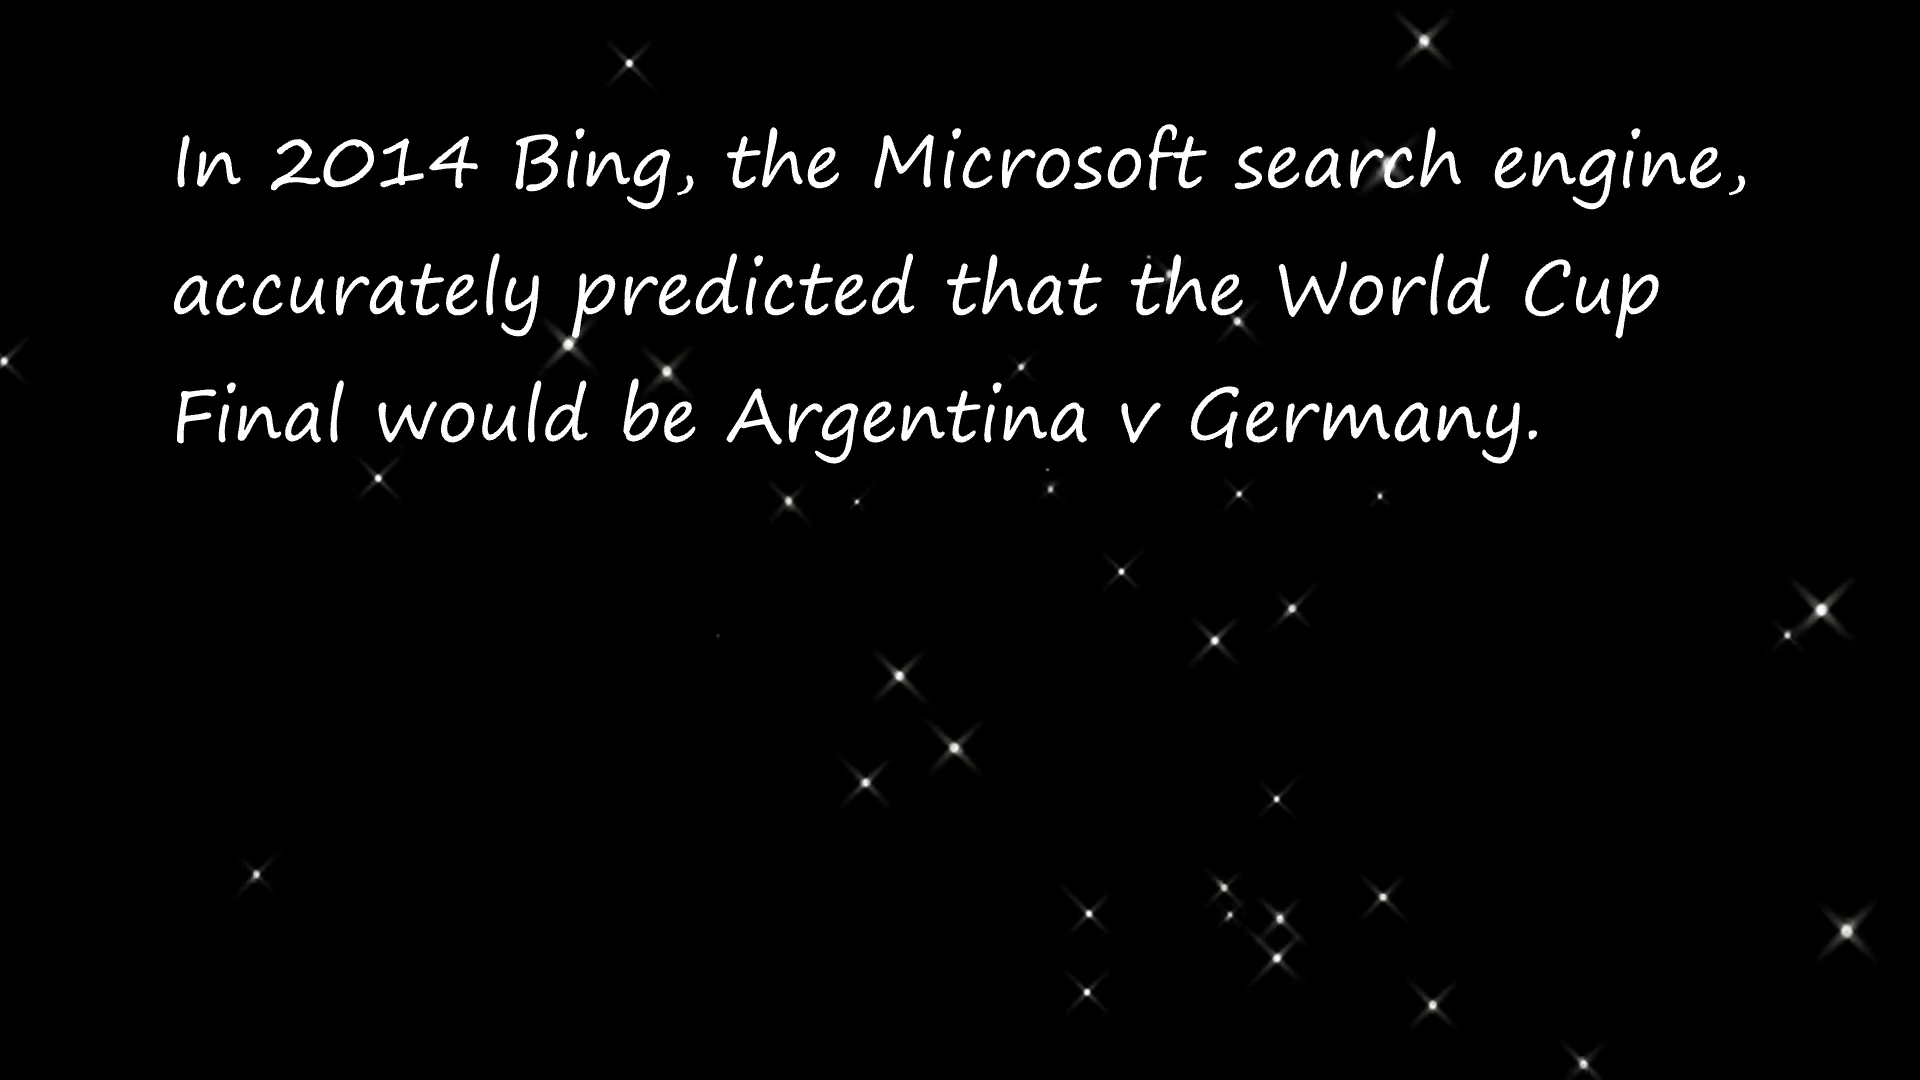 In 2014 Bing, the Microsoft search engine,
accurately predicted that the World Cup
Final would be Argentina v Germany.